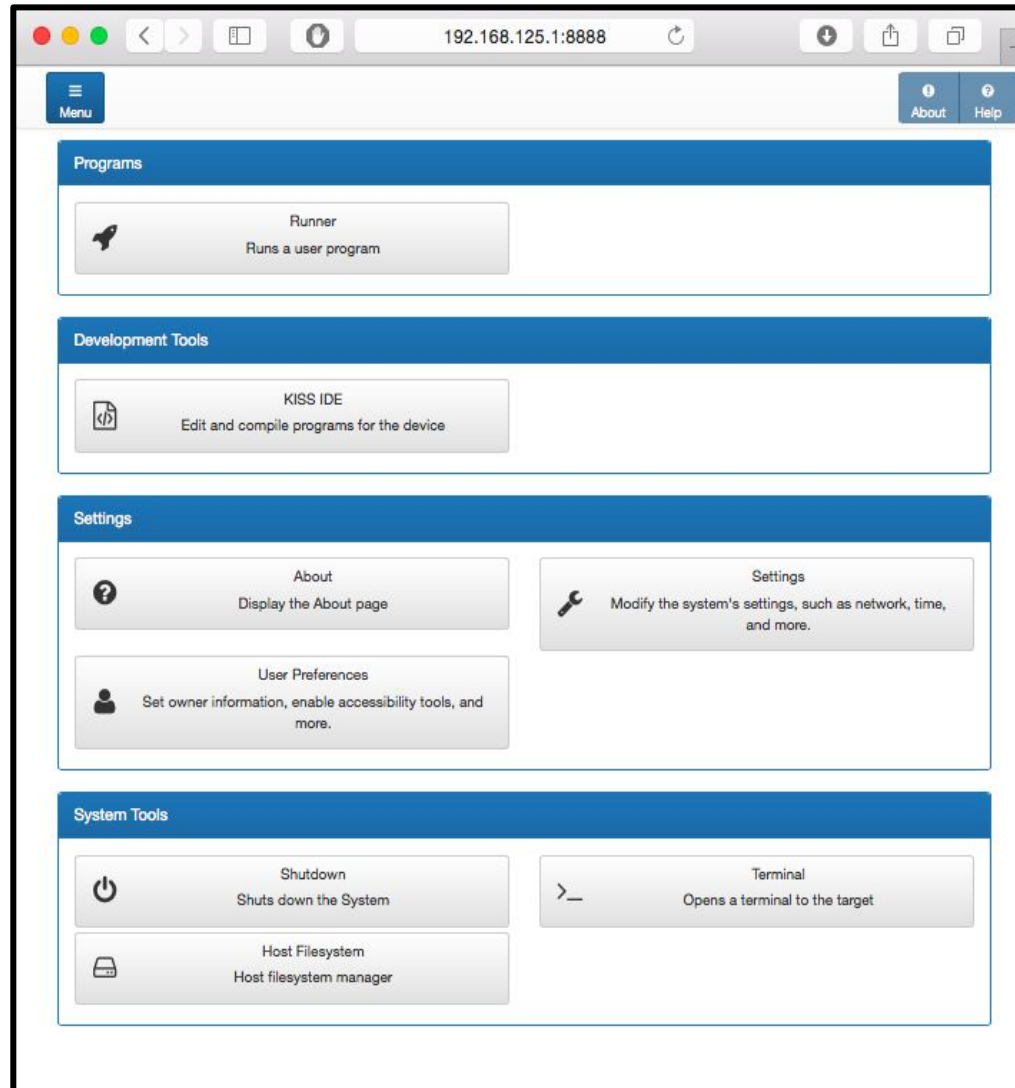 192.168.125.1:8888
Menu
About
Help
Programs
Runner
Runs a user program
Development Tools
KISS IDE
Edit and compile programs for the device
Settings
About
Display the About page
Settings
Modify the system's settings, such as network, time,
and more.
User Preferences
Set owner information, enable accessibility tools, and
more.
System Tools
Shutdown
Shuts down the System
Terminal
Opens a terminal to the target
Host Filesystem
Host filesystem manager